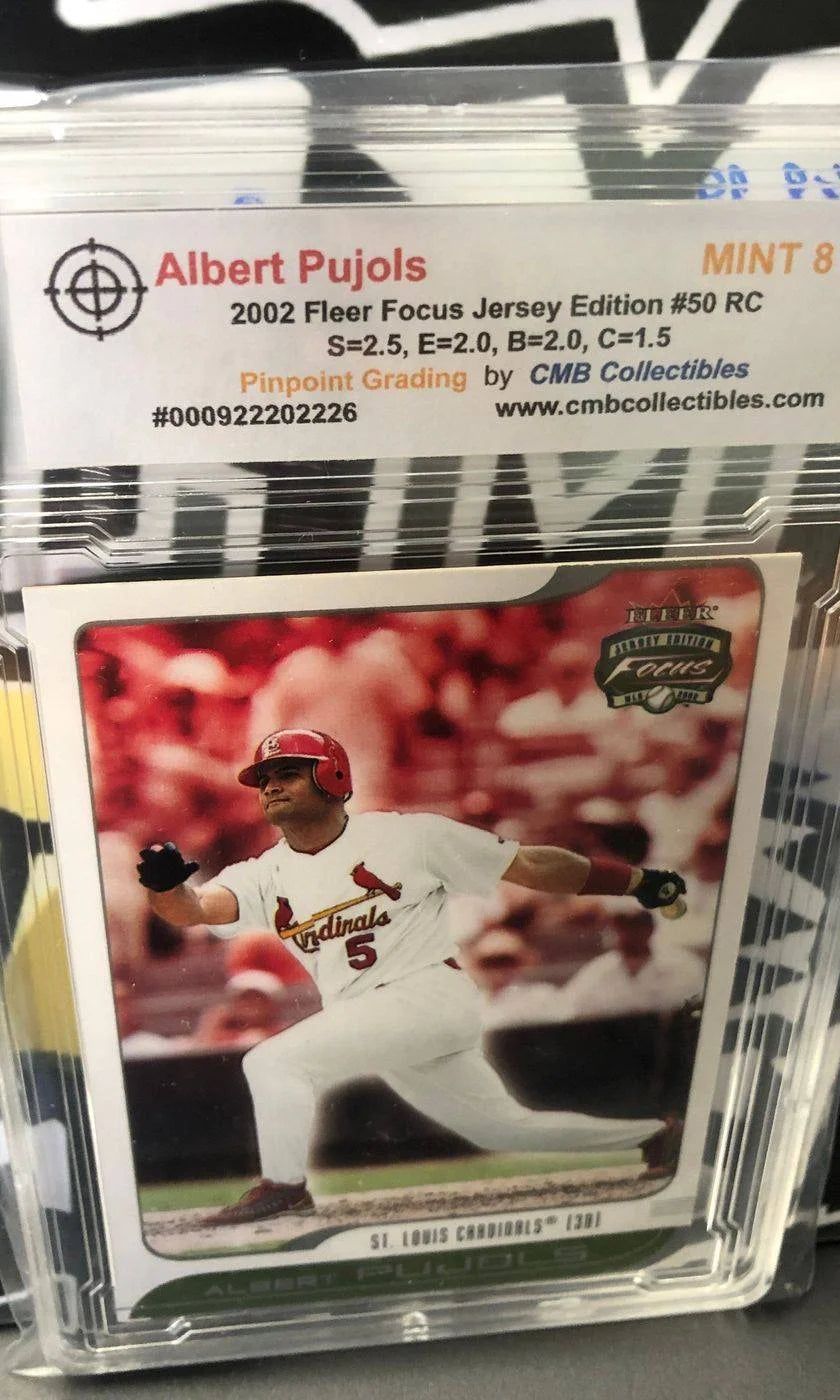 Albert Pujols MINT 8
2002 Fleer Focus Jersey Edition #50 RC
S=2.5, E=2.0, B=2.0, C=1.5
Pinpoint Grading by CMB Collectibles
#000922202226 www.cmbcollectibles.com
FLEER®
JERSEY EDITION
Focus
MLB 2002
Cardinals
5
ST. LOUIS CARDINALS® (3B)
ALBERT PUJOLS